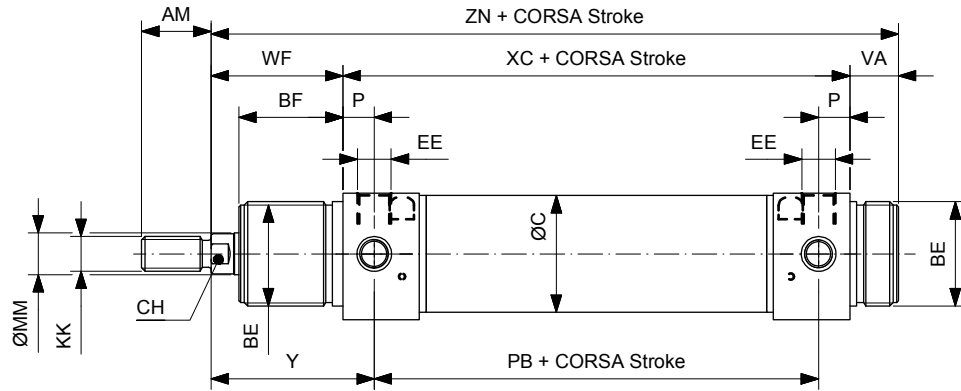 AM
ZN + CORSA Stroke
WF
XC + CORSA Stroke
VA
BF
P
P
EE
EE
ØC
BE
ØMM
KK
CH
BE
Y
PB + CORSA Stroke